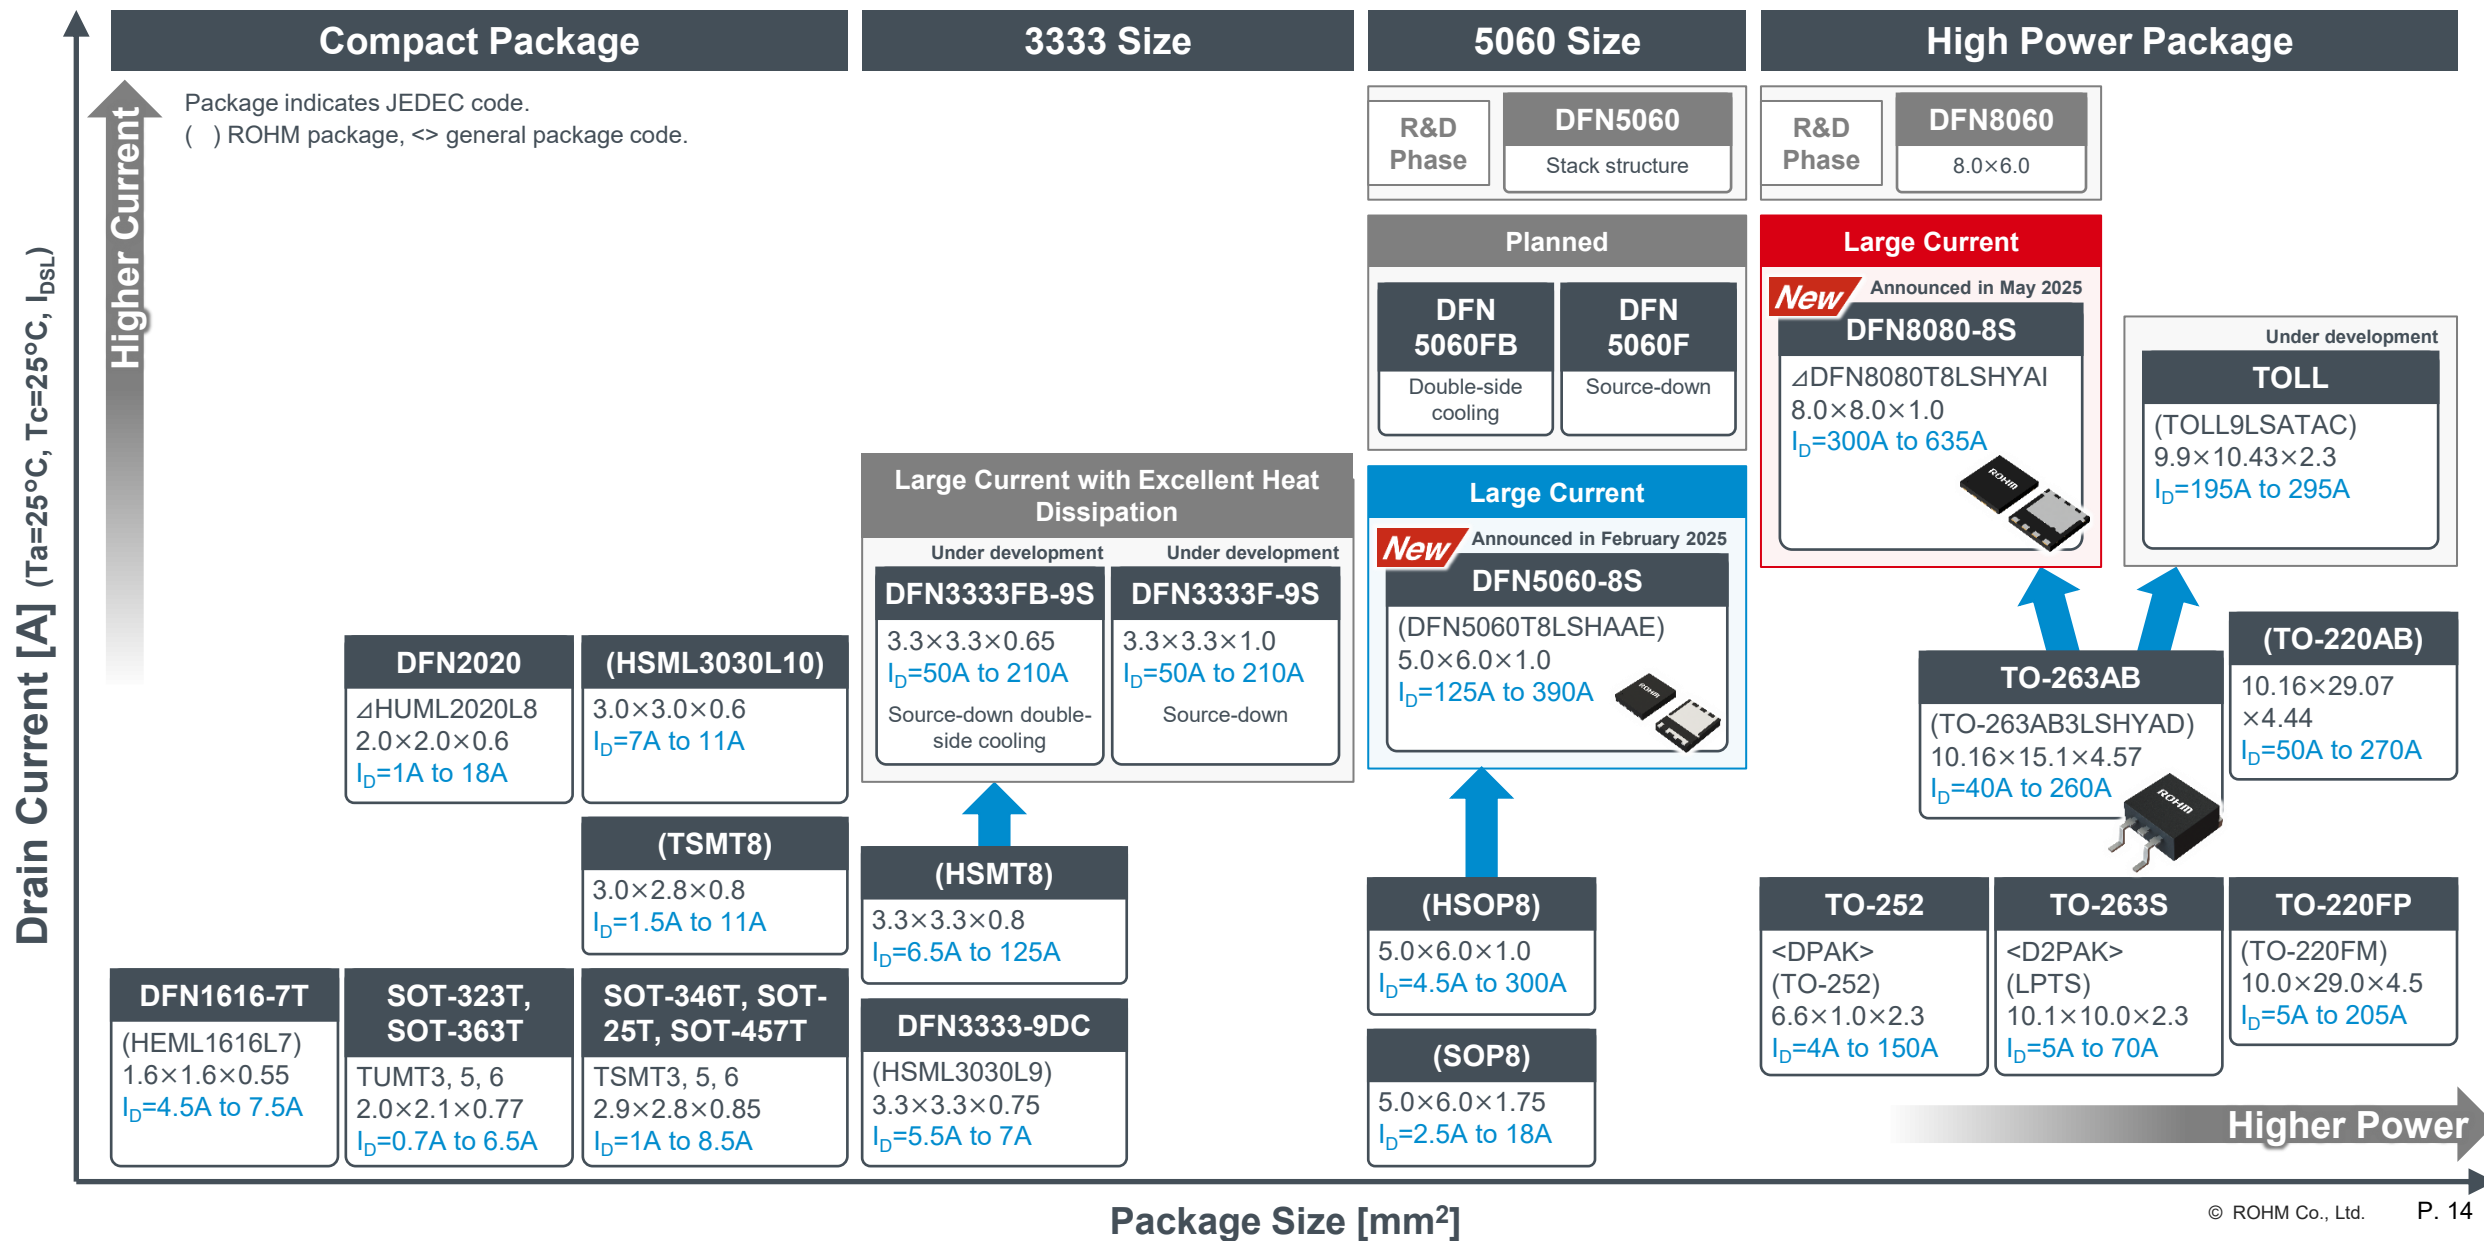 Compact Package
3333 Size
5060 Size
High Power Package
Package indicates JEDEC code.
( ) ROHM package, <> general package code.
Higher Current
Drain Current [A] (Ta=25°C, Tc=25°C, IDSL)
DFN1616-7T
(HEML1616L7)
1.6×1.6×0.55
ID=4.5A to 7.5A
DFN2020
⊿HUML2020L8
2.0×2.0×0.6
ID=1A to 18A
SOT-323T,
SOT-363T
TUMT3, 5, 6
2.0×2.1×0.77
ID=0.7A to 6.5A
(HSML3030L10)
3.0×3.0×0.6
ID=7A to 11A
(TSMT8)
3.0×2.8×0.8
ID=1.5A to 11A
SOT-346T, SOT-
25T, SOT-457T
TSMT3, 5, 6
2.9×2.8×0.85
ID=1A to 8.5A
Large Current with Excellent Heat
Dissipation
Under development
DFN3333FB-9S
3.3×3.3×0.65
ID=50A to 210A
Source-down double-
side cooling
Under development
DFN3333F-9S
3.3×3.3×1.0
ID=50A to 210A
Source-down
(HSMT8)
3.3×3.3×0.8
ID=6.5A to 125A
DFN3333-9DC
(HSML3030L9)
3.3×3.3×0.75
ID=5.5A to 7A
R&D
Phase
DFN5060
Stack structure
Planned
DFN
5060FB
Double-side
cooling
DFN
5060F
Source-down
Large Current
New
Announced in February 2025
DFN5060-8S
(DFN5060T8LSHAAE)
5.0×6.0×1.0
ID=125A to 390A
ROHM
(HSOP8)
5.0×6.0×1.0
ID=4.5A to 300A
(SOP8)
5.0×6.0×1.75
ID=2.5A to 18A
R&D
Phase
DFN8060
8.0×6.0
Large Current
New
Announced in May 2025
DFN8080-8S
⊿DFN8080T8LSHYAI
8.0×8.0×1.0
ID=300A to 635A
ROHM
Under development
TOLL
(TOLL9LSATAC)
9.9×10.43×2.3
ID=195A to 295A
TO-263AB
(TO-263AB3LSHYAD)
10.16×15.1×4.57
ID=40A to 260A
ROHM
(TO-220AB)
10.16×29.07
×4.44
ID=50A to 270A
TO-252
<DPAK>
(TO-252)
6.6×1.0×2.3
ID=4A to 150A
TO-263S
<D2PAK>
(LPTS)
10.1×10.0×2.3
ID=5A to 70A
TO-220FP
(TO-220FM)
10.0×29.0×4.5
ID=5A to 205A
Higher Power
Package Size [mm²]
© ROHM Co., Ltd.
P. 14